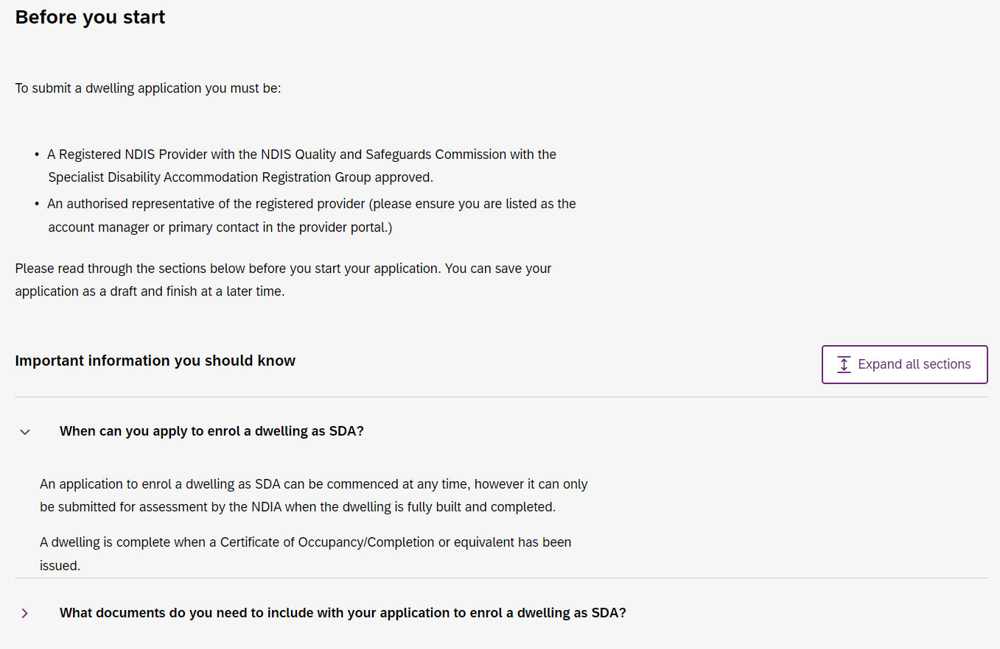 Before you start
To submit a dwelling application you must be:
• A Registered NDIS Provider with the NDIS Quality and Safeguards Commission with the
Specialist Disability Accommodation Registration Group approved.
• An authorised representative of the registered provider (please ensure you are listed as the
account manager or primary contact in the provider portal.)
Please read through the sections below before you start your application. You can save your
application as a draft and finish at a later time.
Important information you should know
Expand all sections
When can you apply to enrol a dwelling as SDA?
An application to enrol a dwelling as SDA can be commenced at any time, however it can only
be submitted for assessment by the NDIA when the dwelling is fully built and completed.
A dwelling is complete when a Certificate of Occupancy/Completion or equivalent has been
issued.
What documents do you need to include with your application to enrol a dwelling as SDA?